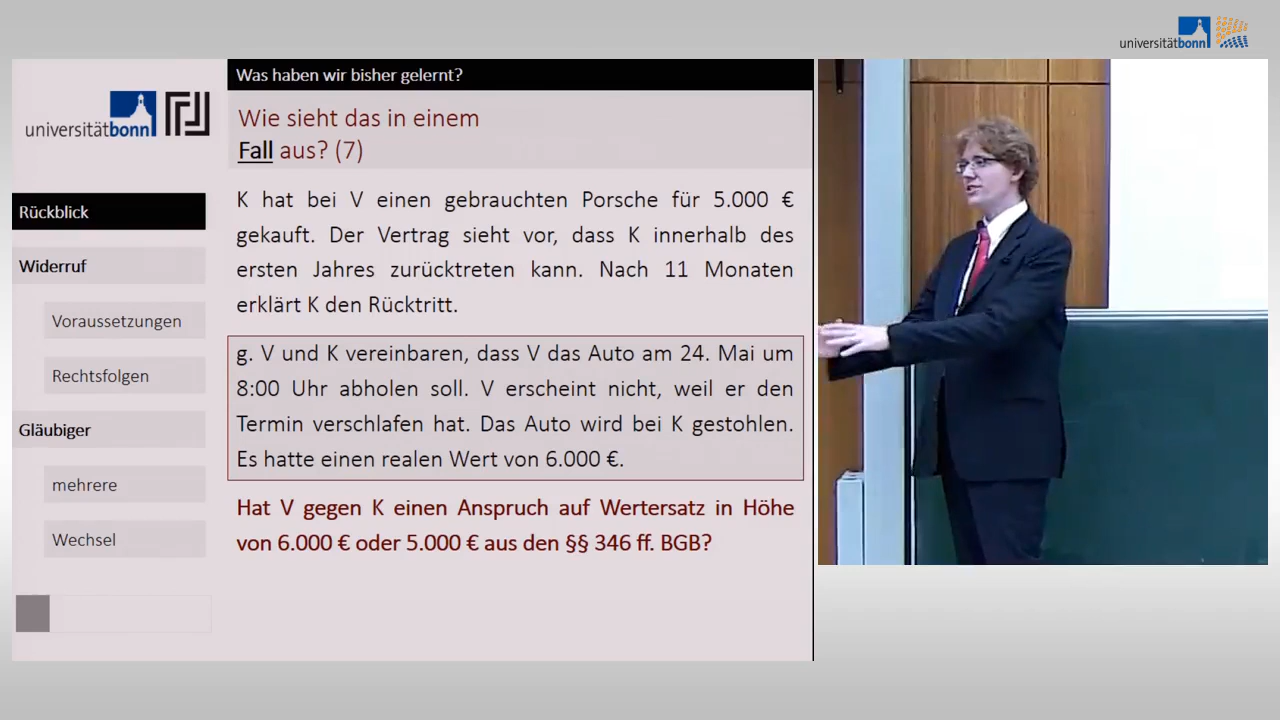 universitätbonn
Was haben wir bisher gelernt?
universitätbonn
Wie sieht das in einem
Fall aus? (7)
Rückblick
Widerruf
Voraussetzungen
Rechtsfolgen
Gläubiger
mehrere
Wechsel
K hat bei V einen gebrauchten Porsche für 5.000 €
gekauft. Der Vertrag sieht vor, dass K innerhalb des
ersten Jahres zurücktreten kann. Nach 11 Monaten
erklärt K den Rücktritt.
g. V und K vereinbaren, dass V das Auto am 24. Mai um
8:00 Uhr abholen soll. V erscheint nicht, weil er den
Termin verschlafen hat. Das Auto wird bei K gestohlen.
Es hatte einen realen Wert von 6.000 €.
Hat V gegen K einen Anspruch auf Wertersatz in Höhe
von 6.000 € oder 5.000 € aus den §§ 346 ff. BGB?